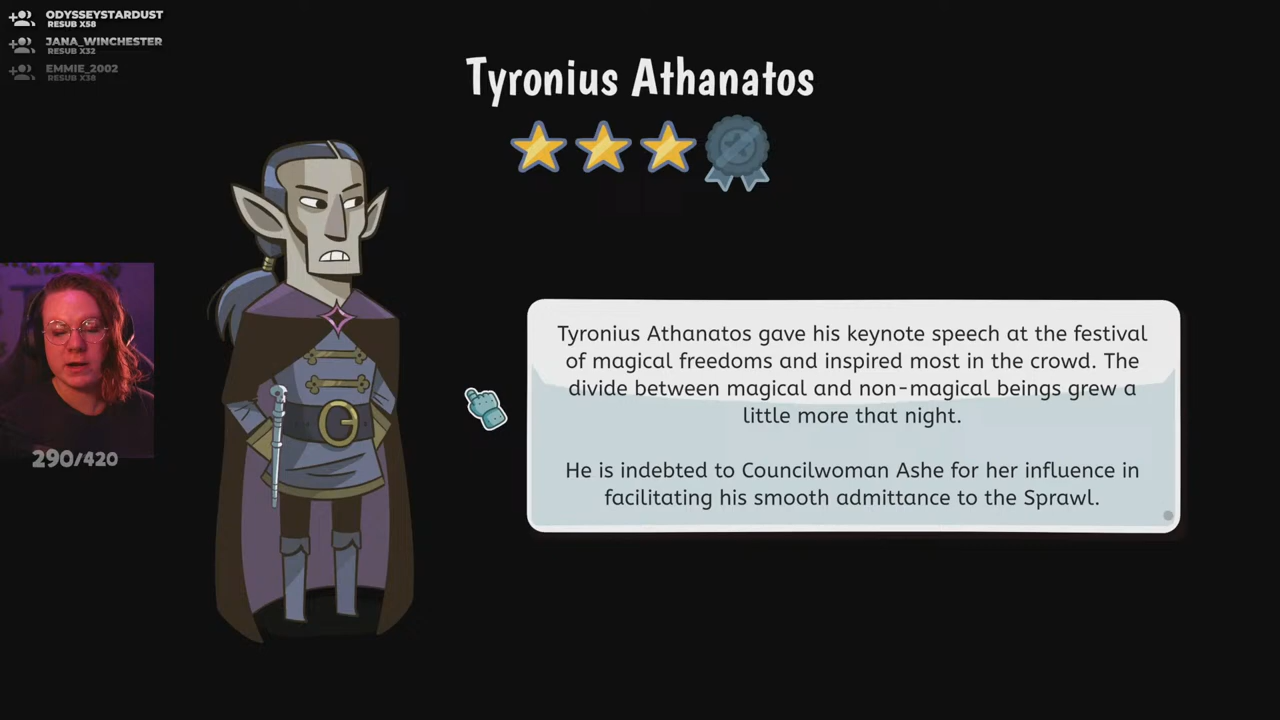 ODYSSEYSTARDUST
RESUB X58
JANA_WINCHESTER
RESUB X32
EMMIE_2002
RESUB X38
Tyronius Athanatos
Tyronius Athanatos gave his keynote speech at the festival
of magical freedoms and inspired most in the crowd. The
divide between magical and non-magical beings grew a
little more that night.
He is indebted to Councilwoman Ashe for her influence in
facilitating his smooth admittance to the Sprawl.
290/420